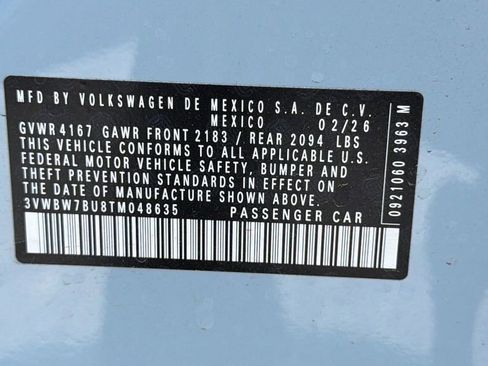 MFD BY VOLKSWAGEN DE MEXICO S.A. DE C.V.
MEXICO 02/26
GVWR 4167 GAWR FRONT 2183 / REAR 2094 LBS
THIS VEHICLE CONFORMS TO ALL APPLICABLE
FEDERAL MOTOR VEHICLE SAFETY, BUMPER AND
THEFT PREVENTION STANDARDS IN EFFECT ON
THE DATE OF MANUFACTURE SHOWN ABOVE.
3VWBW7BU8TM048635 PASSENGER CAR
0921060 3963 M